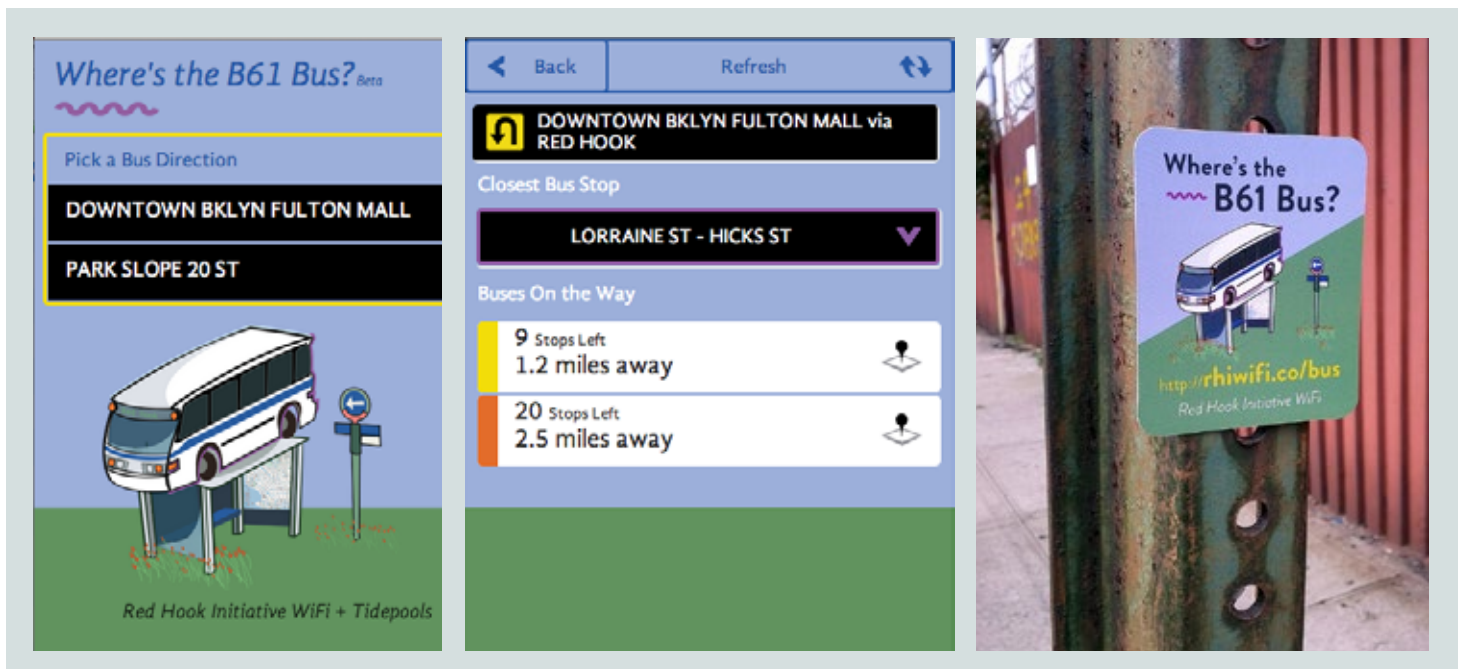 Where's the B61 Bus? Beta
Pick a Bus Direction
DOWNTOWN BKLYN FULTON MALL
PARK SLOPE 20 ST
Red Hook Initiative WiFi + Tidepools
Back
Refresh
DOWNTOWN BKLYN FULTON MALL via
RED HOOK
Closest Bus Stop
LORRAINE ST - HICKS ST
Buses On the Way
9 Stops Left
1.2 miles away
20 Stops Left
2.5 miles away
Where's the
B61 Bus?
http://rhiwifi.co/bus
Red Hook Initiative WiFi